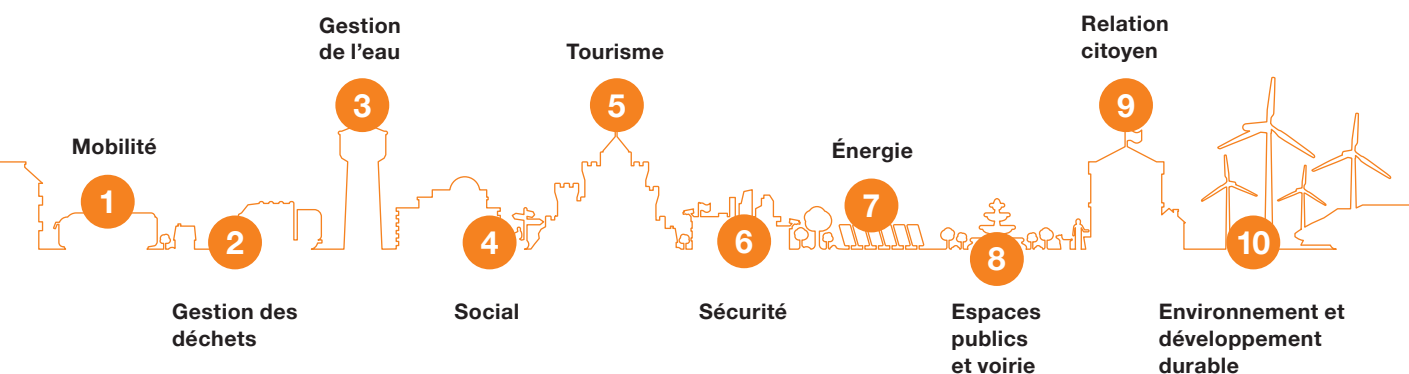 Mobilité
1
2
Gestion des
déchets
Gestion
de l'eau
3
4
Social
Tourisme
5
6
Sécurité
Énergie
7
8
Espaces
publics
et voirie
Relation
citoyen
9
10
Environnement et
développement
durable